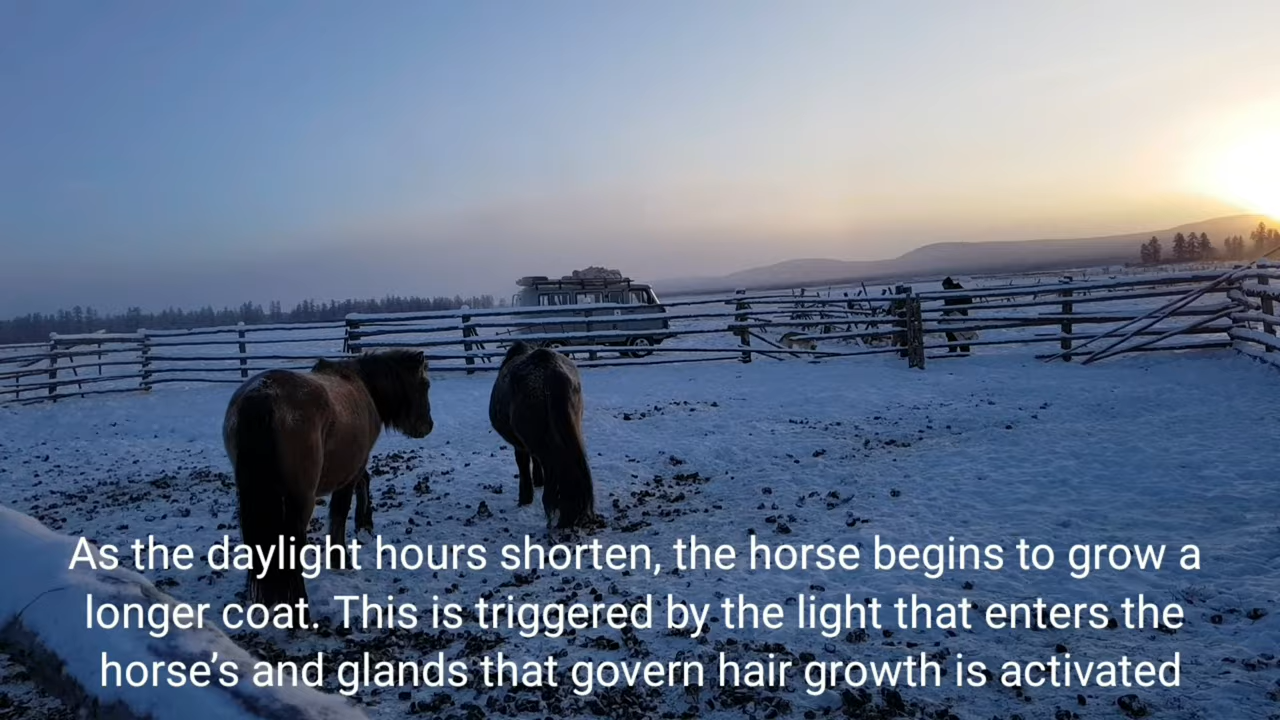 As the daylight hours shorten, the horse begins to grow a
longer coat. This is triggered by the light that enters the
horse’s and glands that govern hair growth is activated